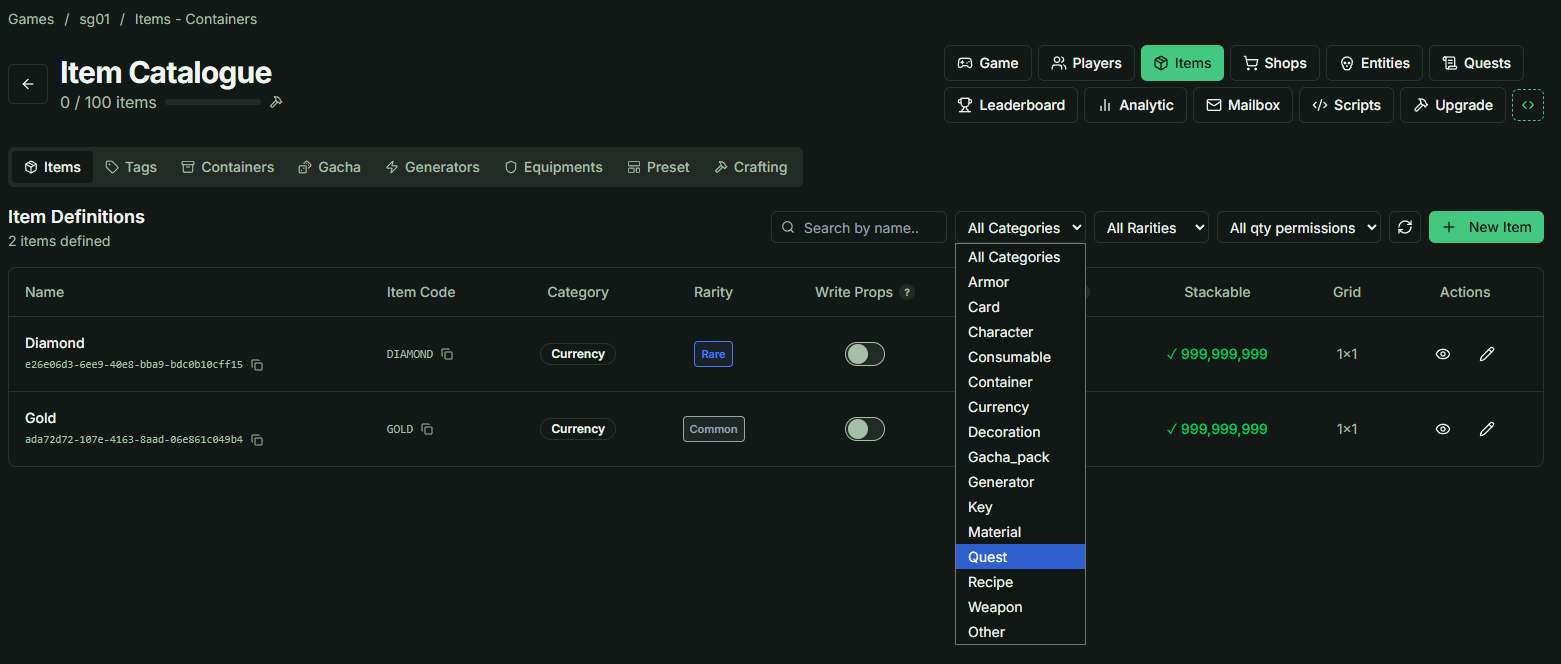 Games / sg01 / Items - Containers
Item Catalogue
0 / 100 items
Game Players Items Shops Entities Quests
Leaderboard Analytic Mailbox Scripts Upgrade
Items Tags Containers Gacha Generators Equipments Preset Crafting
Item Definitions
2 items defined
Search by name.. All Categories All Rarities All qty permissions + New Item
Name Item Code Category Rarity Write Props ? Stackable Grid Actions
Diamond
e26e06d3-6ee9-40e8-bba9-bdc0b10cff15 DIAMOND Currency Rare ✓ 999,999,999 1×1
Gold
ada72d72-107e-4163-8aad-06e861c049b4 GOLD Currency Common ✓ 999,999,999 1×1
All Categories
Armor
Card
Character
Consumable
Container
Currency
Decoration
Gacha_pack
Generator
Key
Material
Quest
Recipe
Weapon
Other